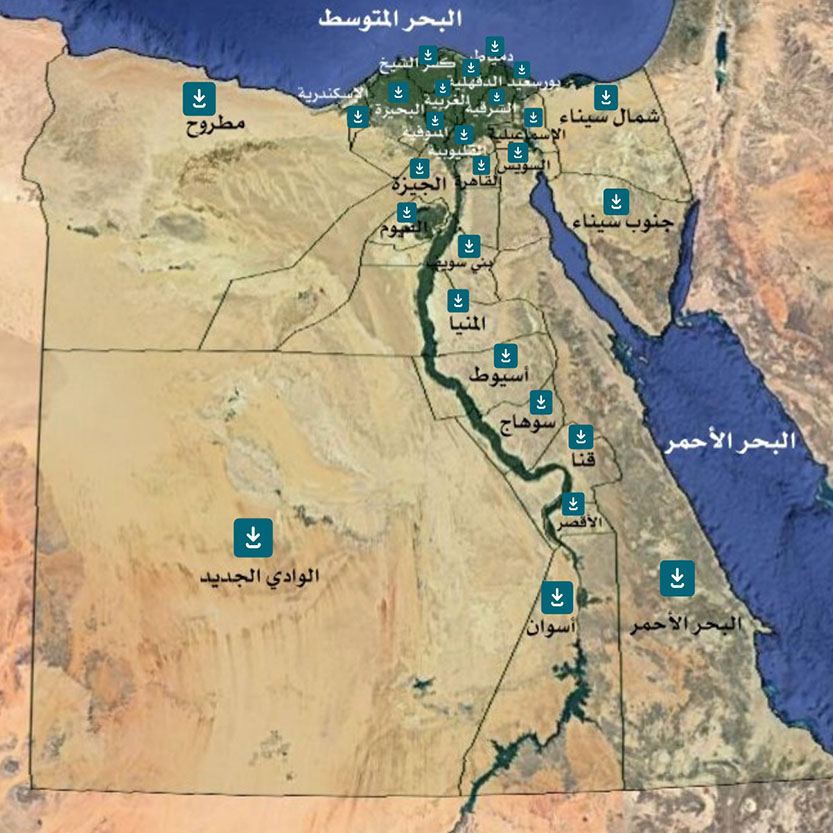 البحر المتوسط
دمياط
كفر الشيخ
بورسعيد
الدقهلية
الإسكندرية
الغربية
البحيرة
الشرقية
شمال سيناء
مطروح
المنوفية
الإسماعيلية
القليوبية
السويس
القاهرة
الجيزة
جنوب سيناء
الفيوم
بني سويف
المنيا
أسيوط
سوهاج
البحر الأحمر
قنا
الأقصر
الوادي الجديد
أسوان
البحر الأحمر